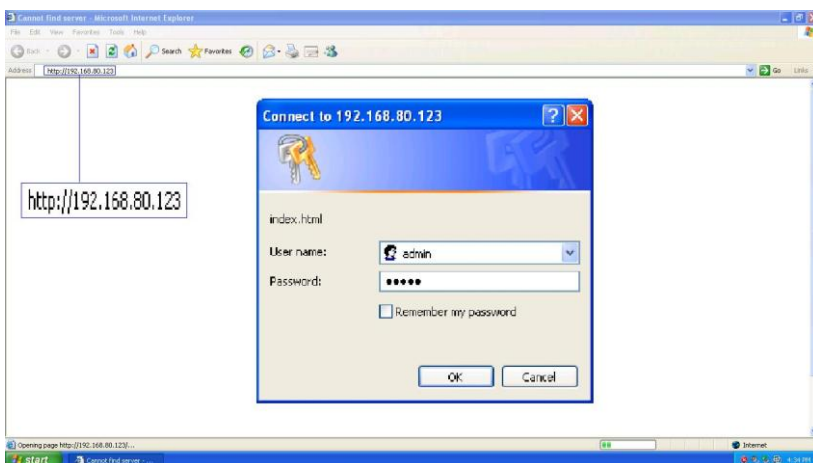 Cannot find server - Microsoft Internet Explorer
File Edit View Favorites Tools Help
Back Search Favorites
Address http://192.168.80.123 Go Links
Connect to 192.168.80.123
http://192.168.80.123
index.html
User name: admin
Password: •••••
Remember my password
OK Cancel
Opening page http://192.168.80.123/... Internet
start Cannot find server - ... 4:34 PM